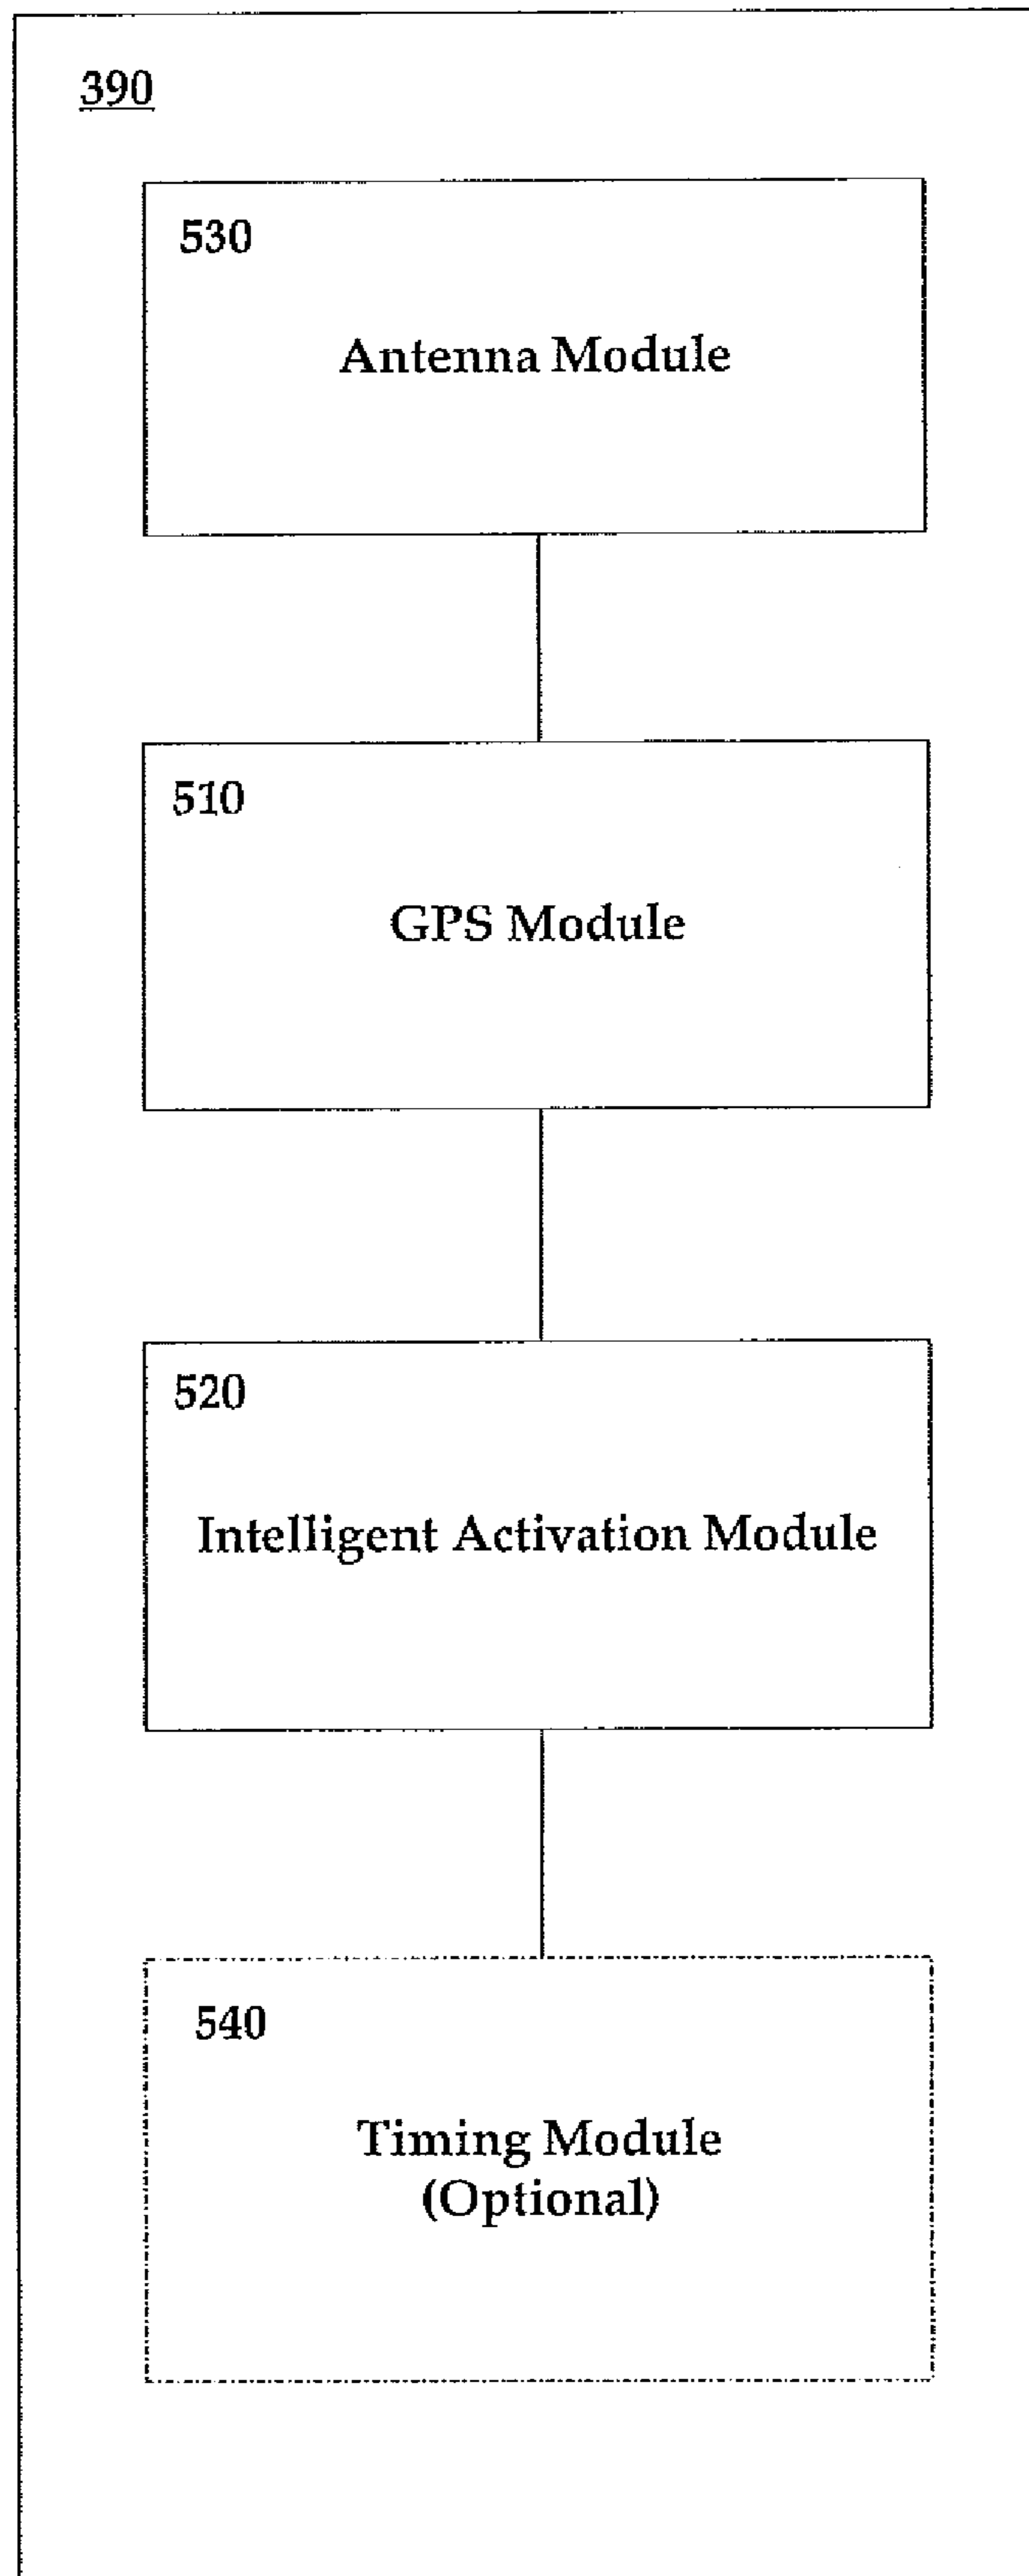 390
530
Antenna Module
510
GPS Module
520
Intelligent Activation Module
540
Timing Module
(Optional)